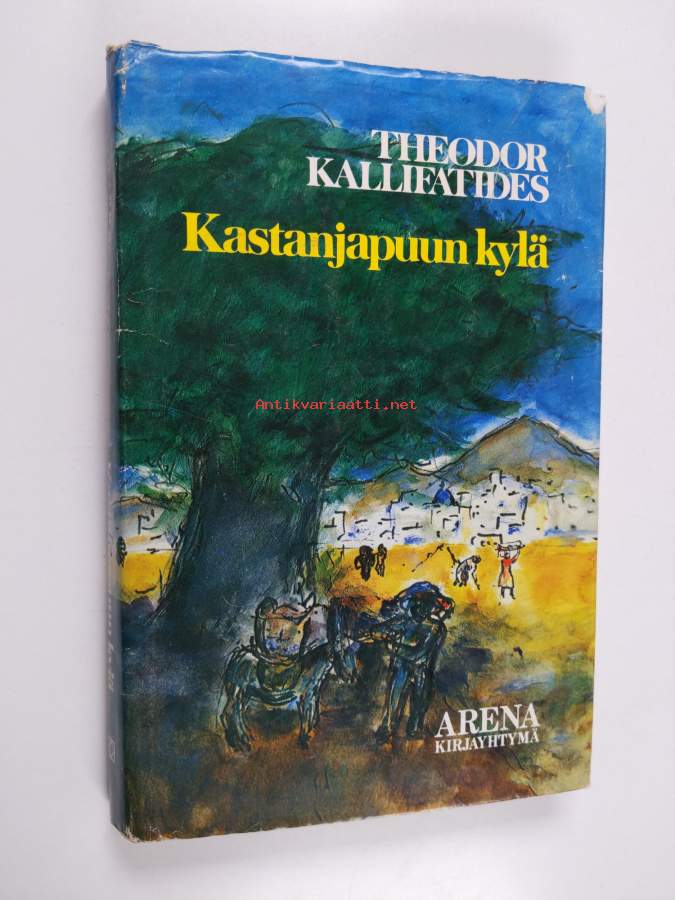 THEODOR
KALLIFATIDES
Kastanjapuun kylä
Antikvariaatti.net
ARENA
KIRJAYHTYMÄ